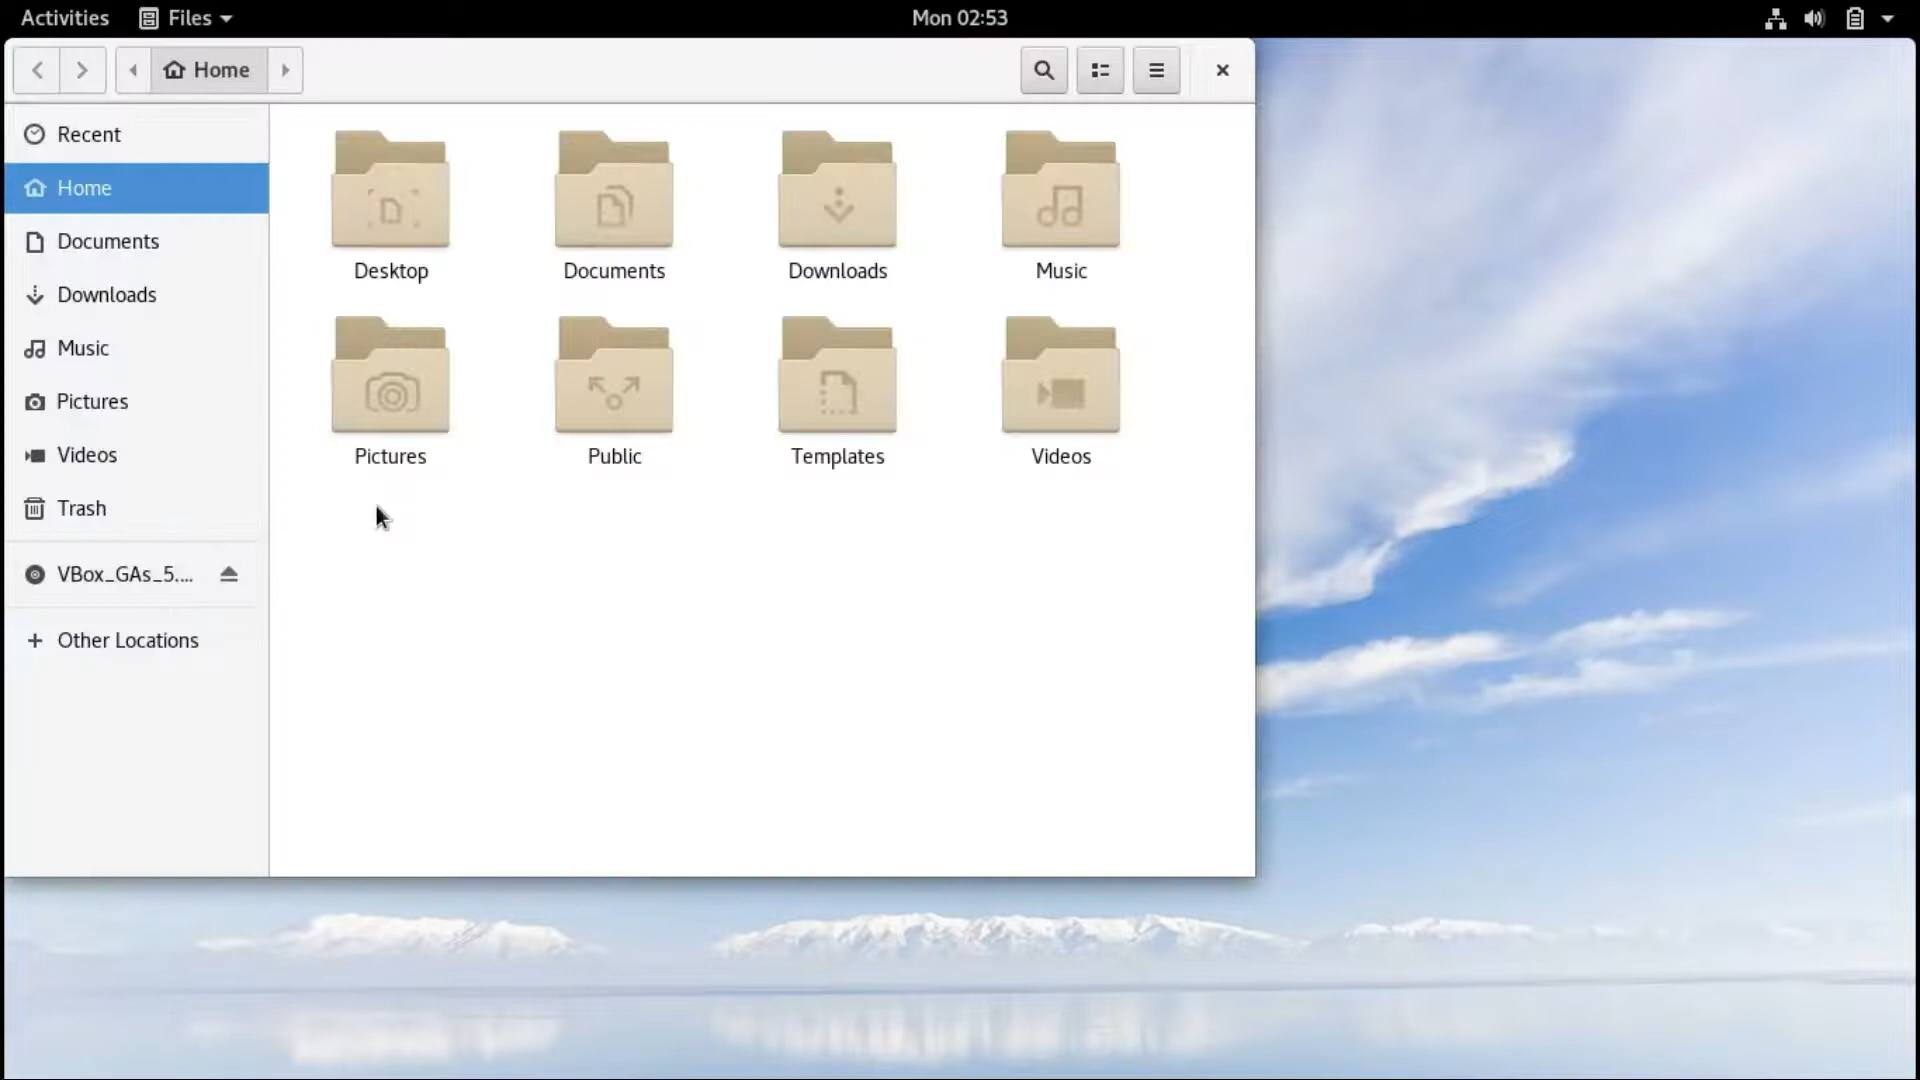 Activities Files Mon 02:53
Home
Recent
Home
Documents
Downloads
Music
Pictures
Videos
Trash
VBox_GAs_5....
Other Locations
Desktop Documents Downloads Music
Pictures Public Templates Videos